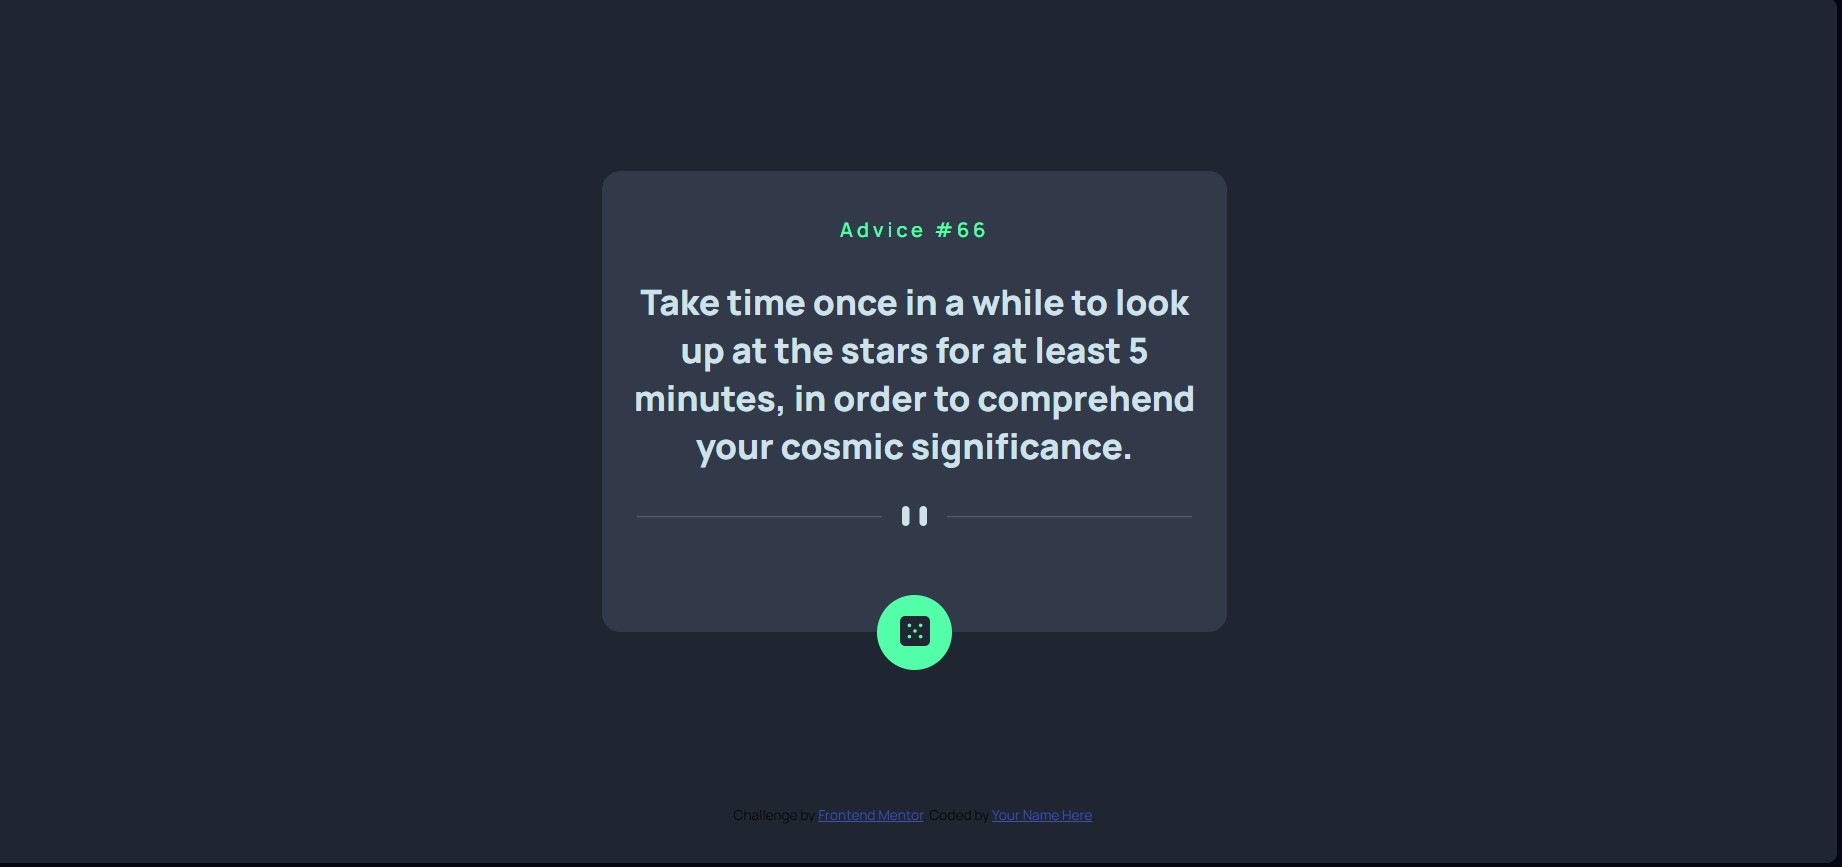 Advice #66
Take time once in a while to look
up at the stars for at least 5
minutes, in order to comprehend
your cosmic significance.
Challenge by Frontend Mentor. Coded by Your Name Here.